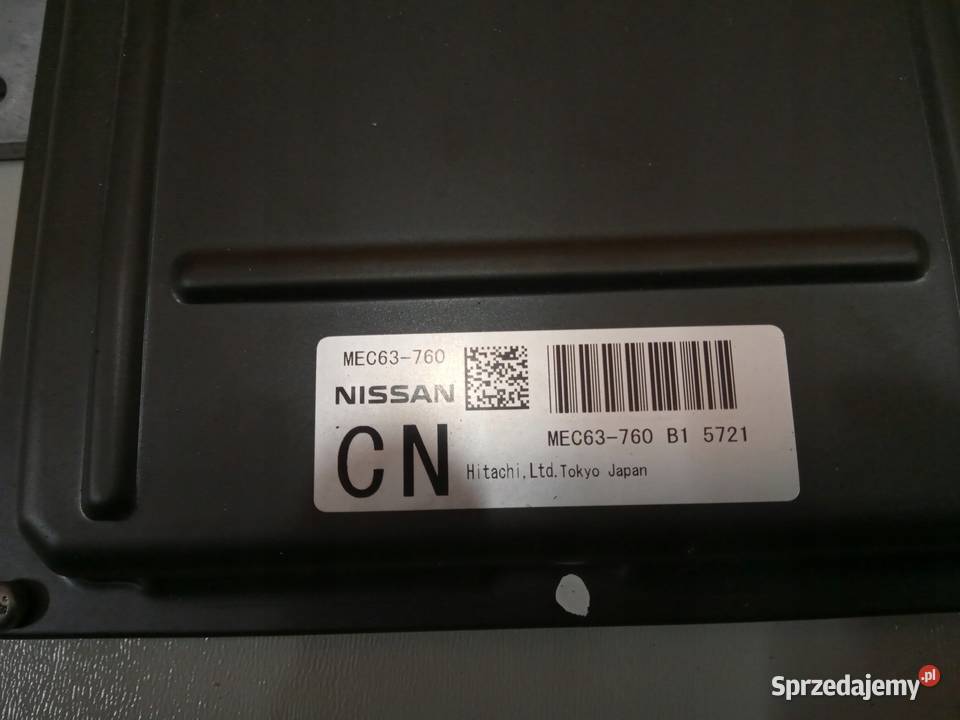 MEC63-760
NISSAN
CN
MEC63-760 B1 5721
Hitachi,Ltd.Tokyo Japan
Sprzedajemy.pl